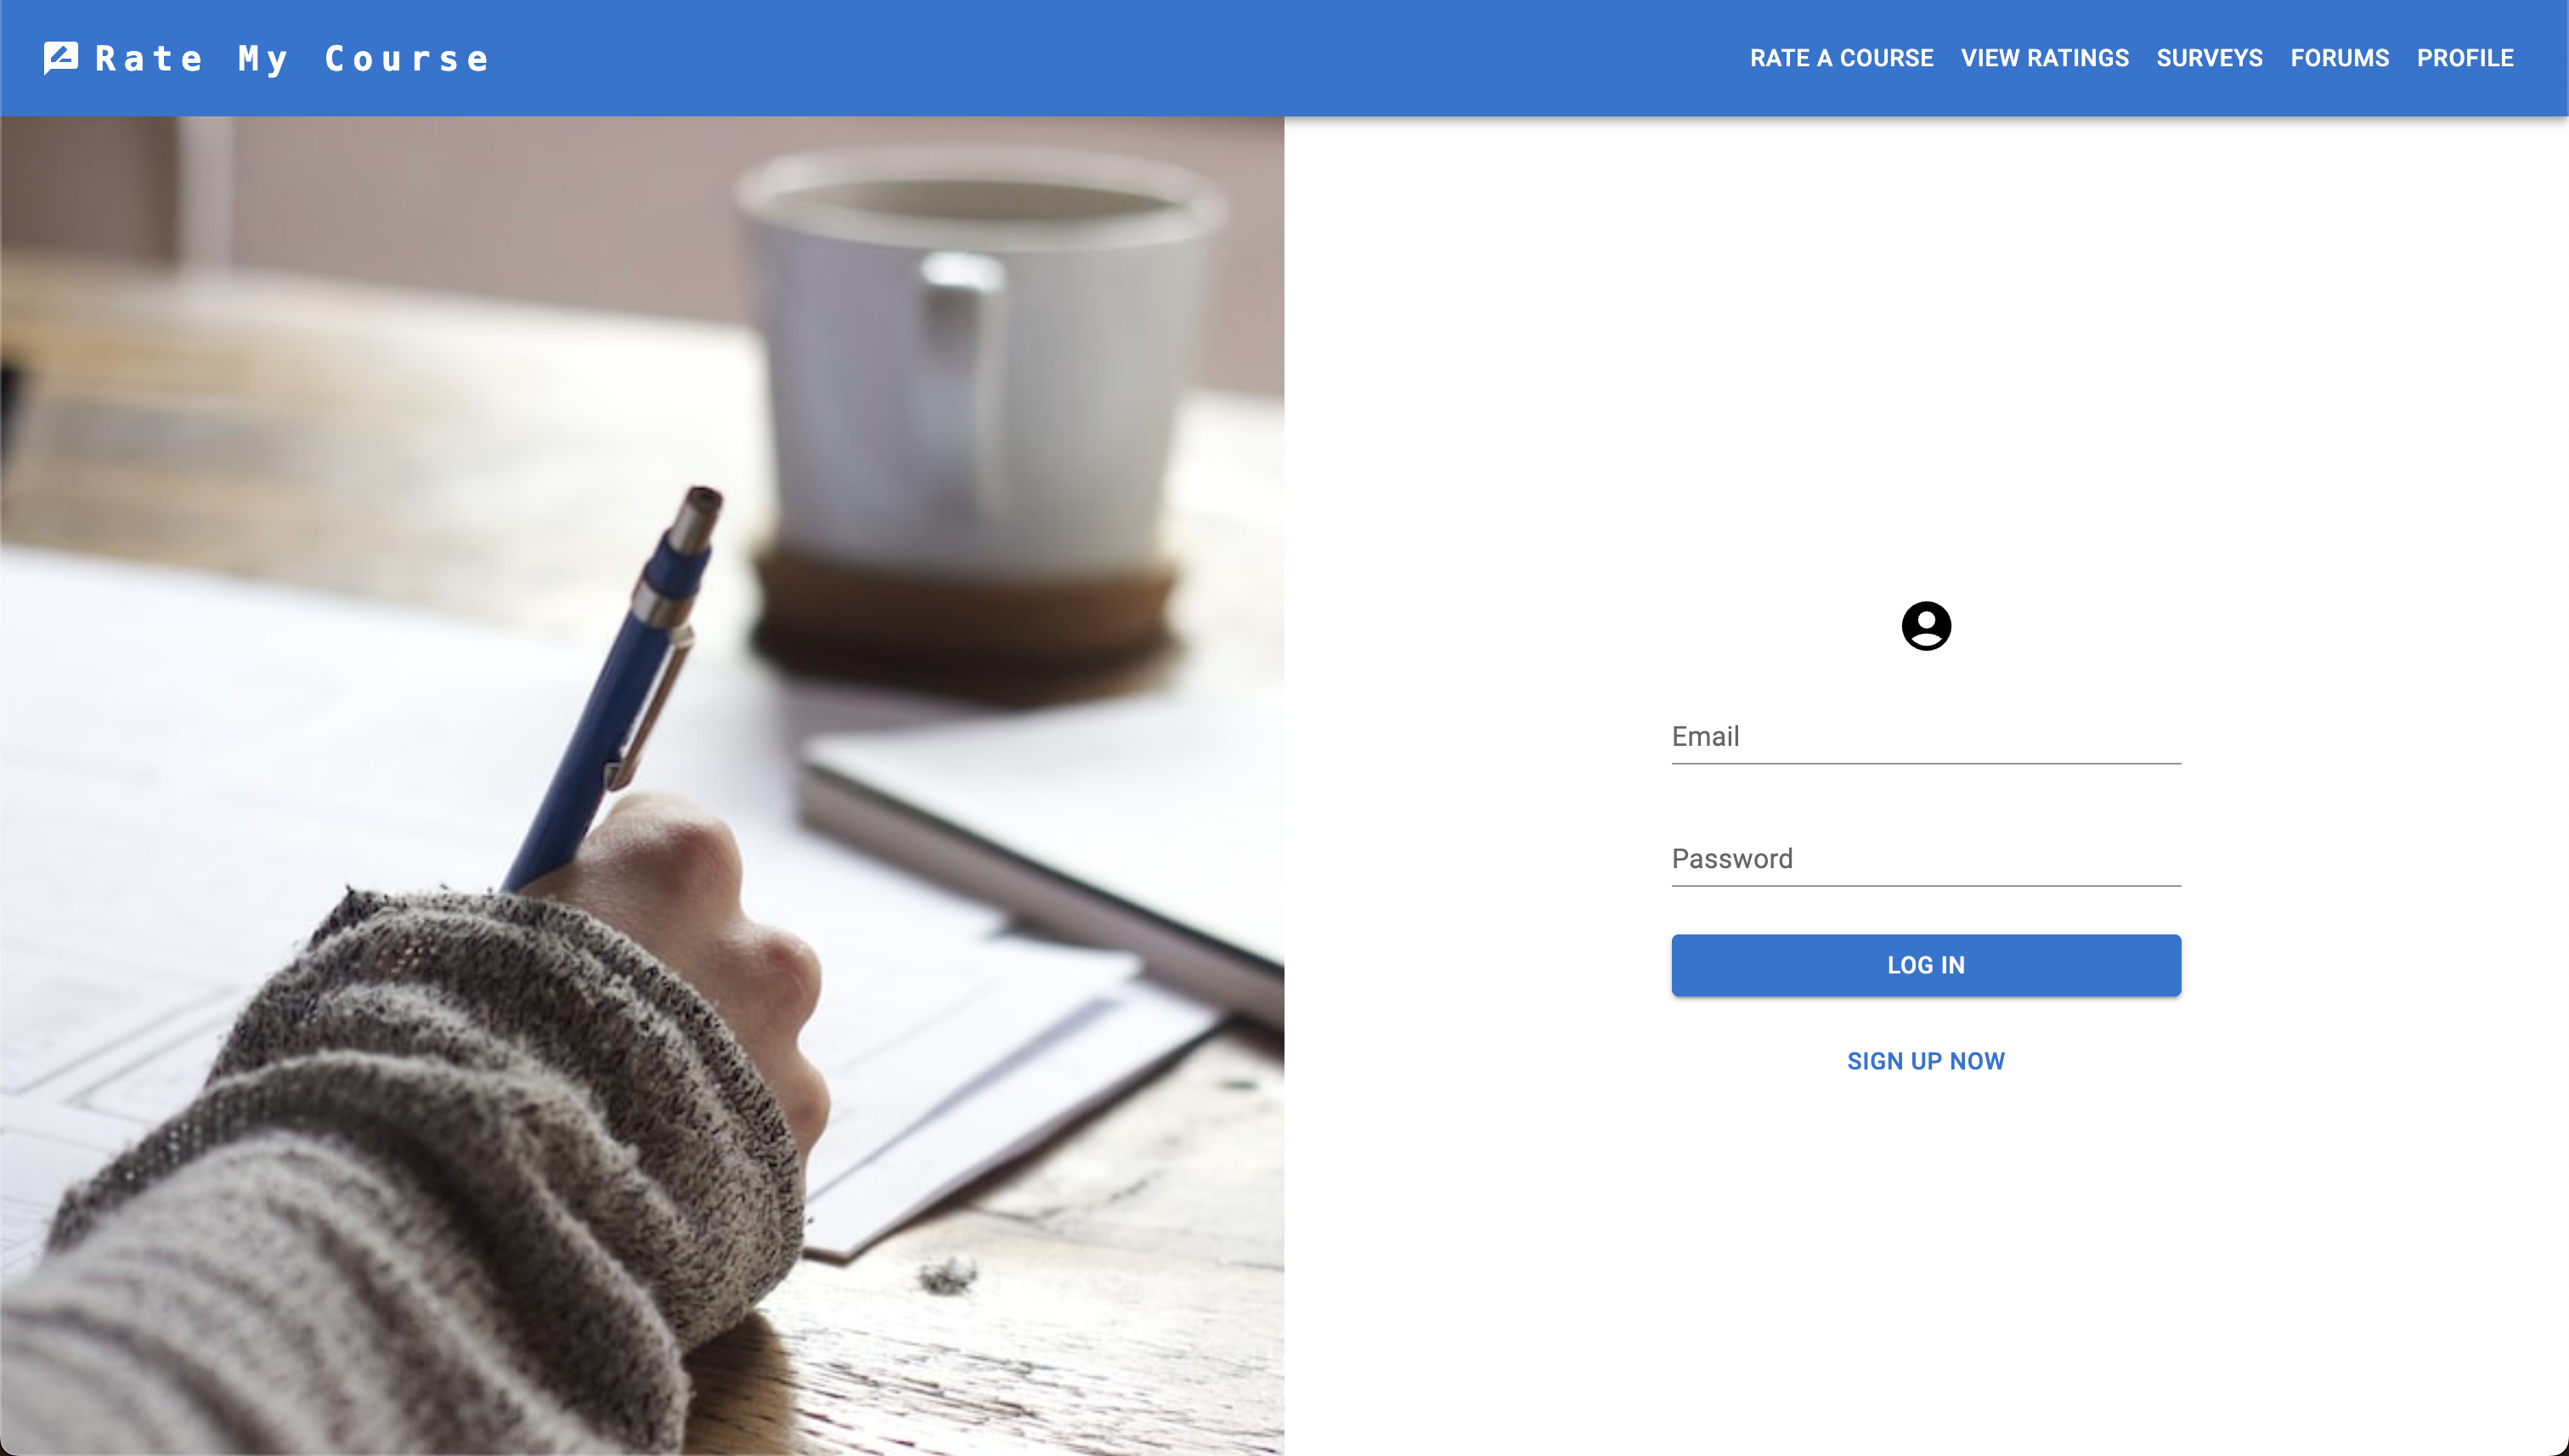 Rate My Course
RATE A COURSE VIEW RATINGS SURVEYS FORUMS PROFILE
Email
Password
LOG IN
SIGN UP NOW